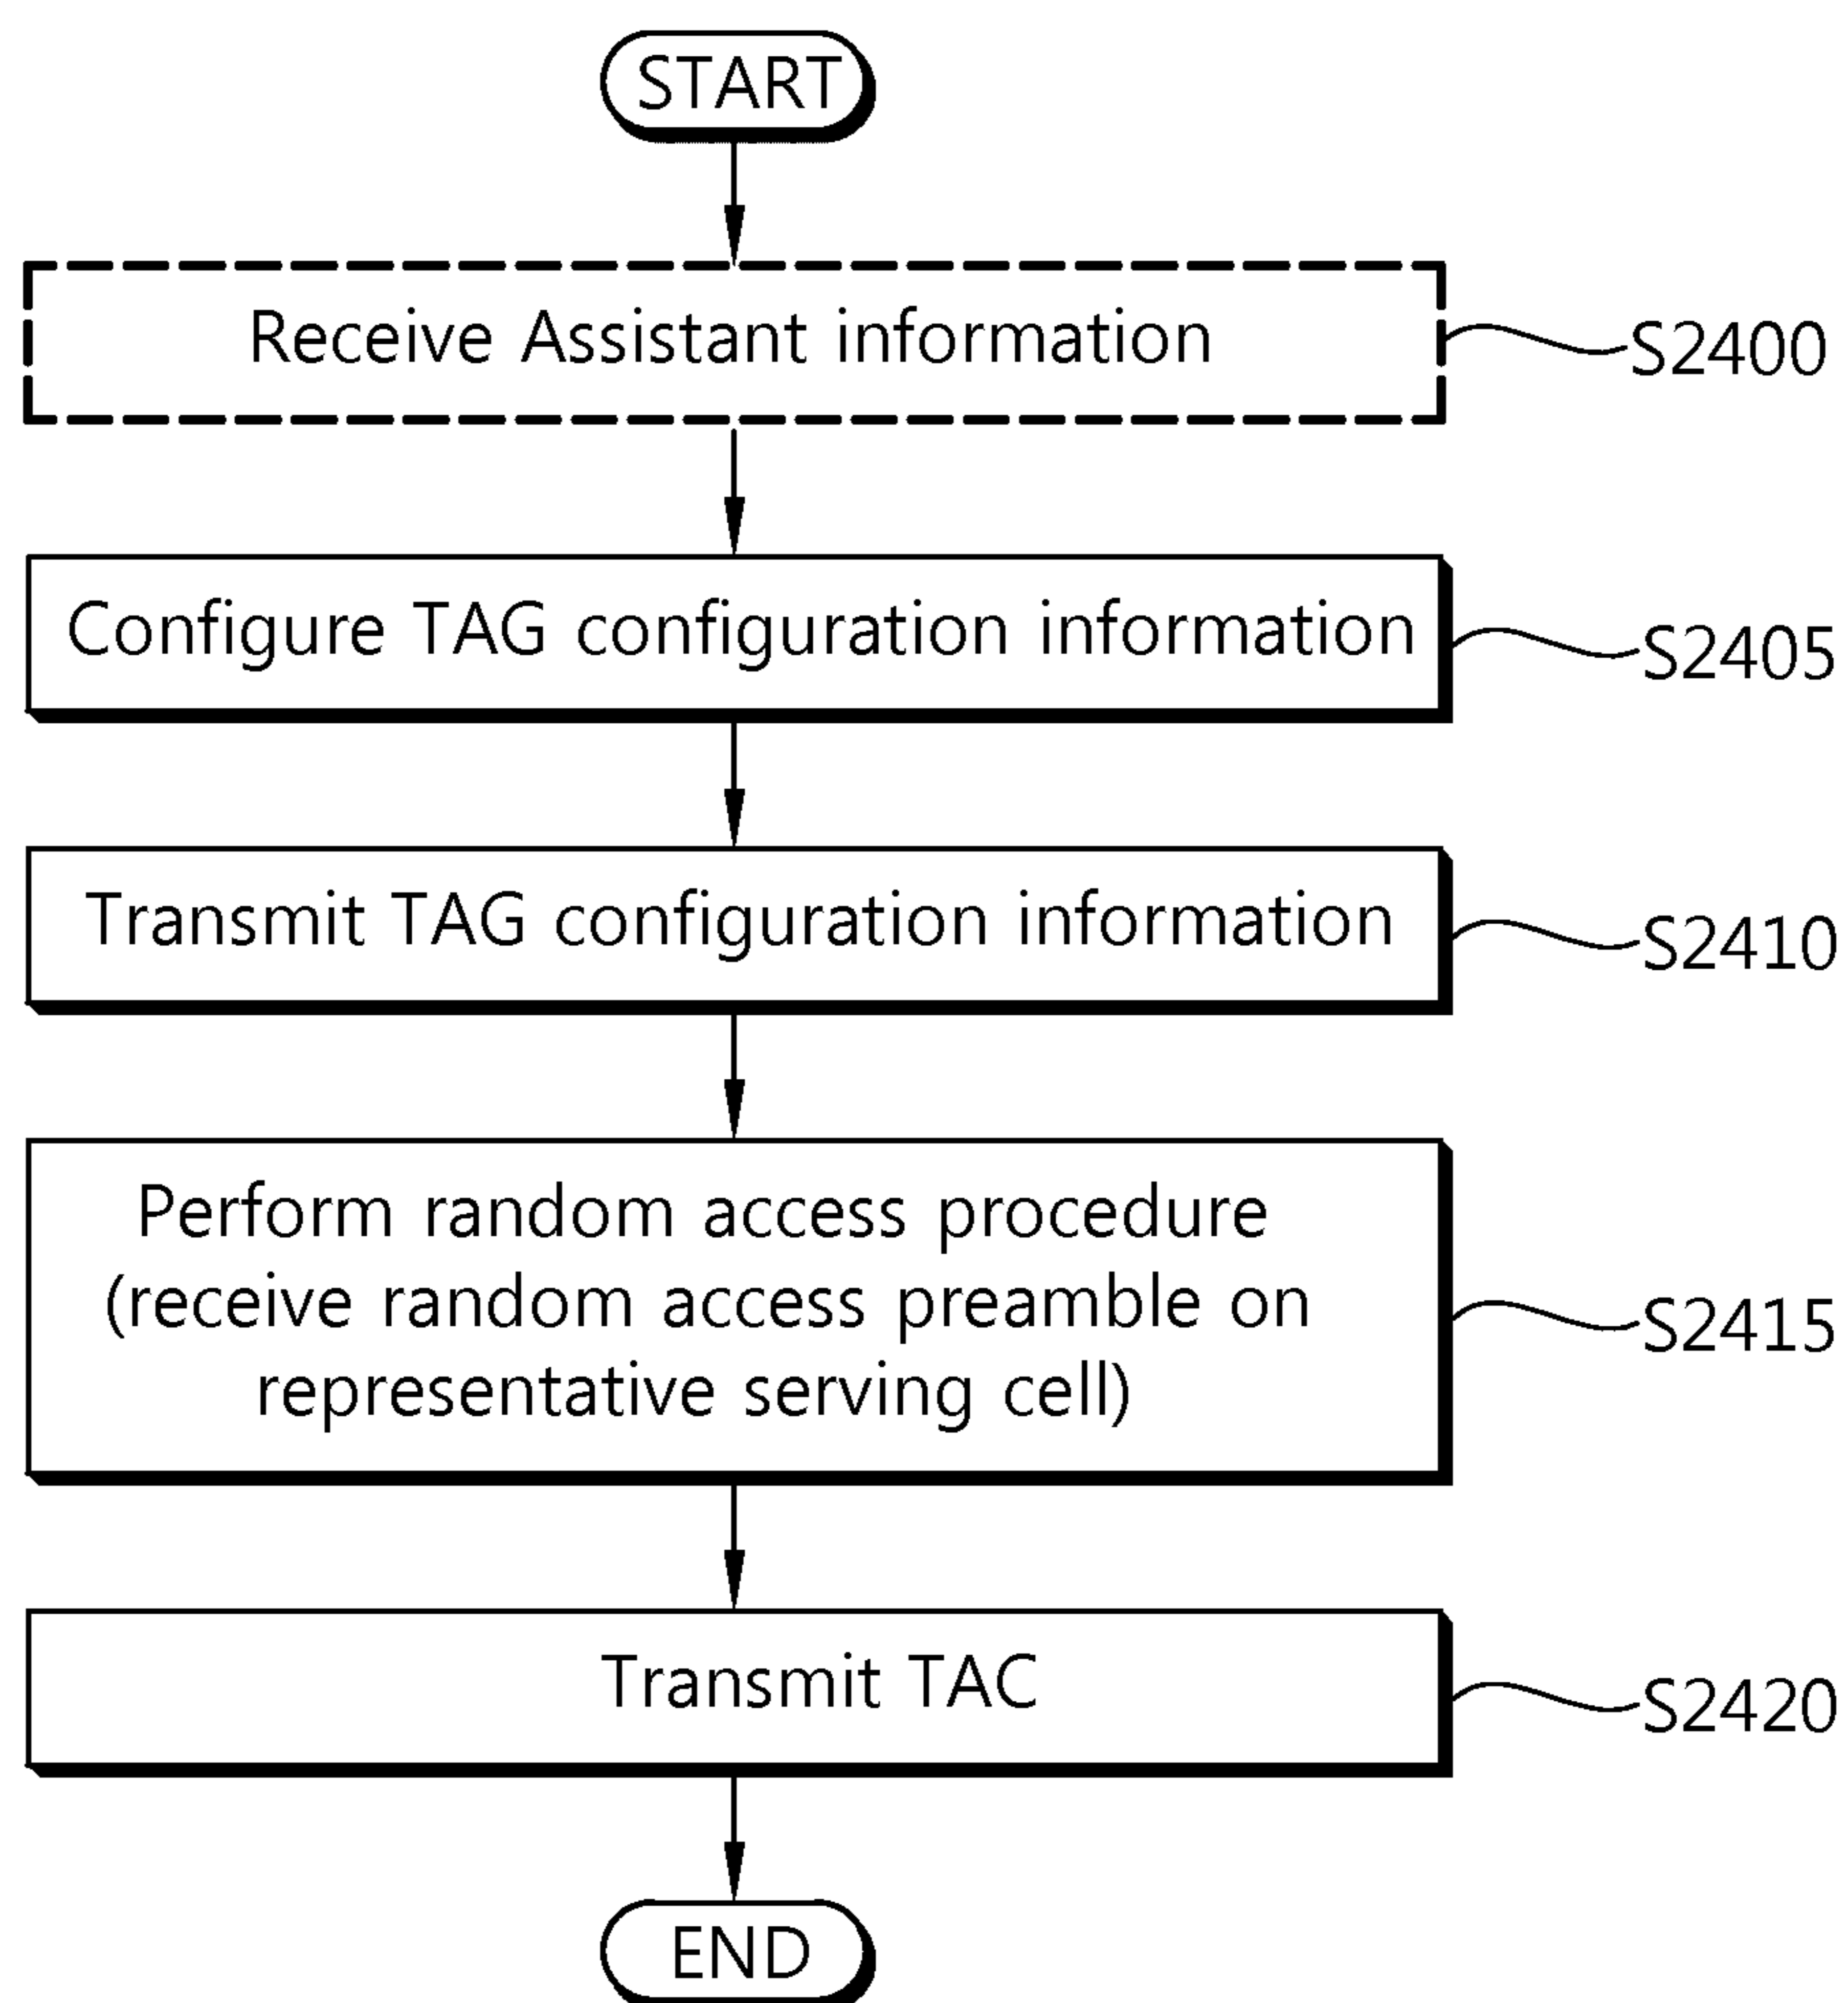 START
Receive Assistant information
S2400
Configure TAG configuration information
S2405
Transmit TAG configuration information
S2410
Perform random access procedure
(receive random access preamble on
representative serving cell)
S2415
Transmit TAC
S2420
END